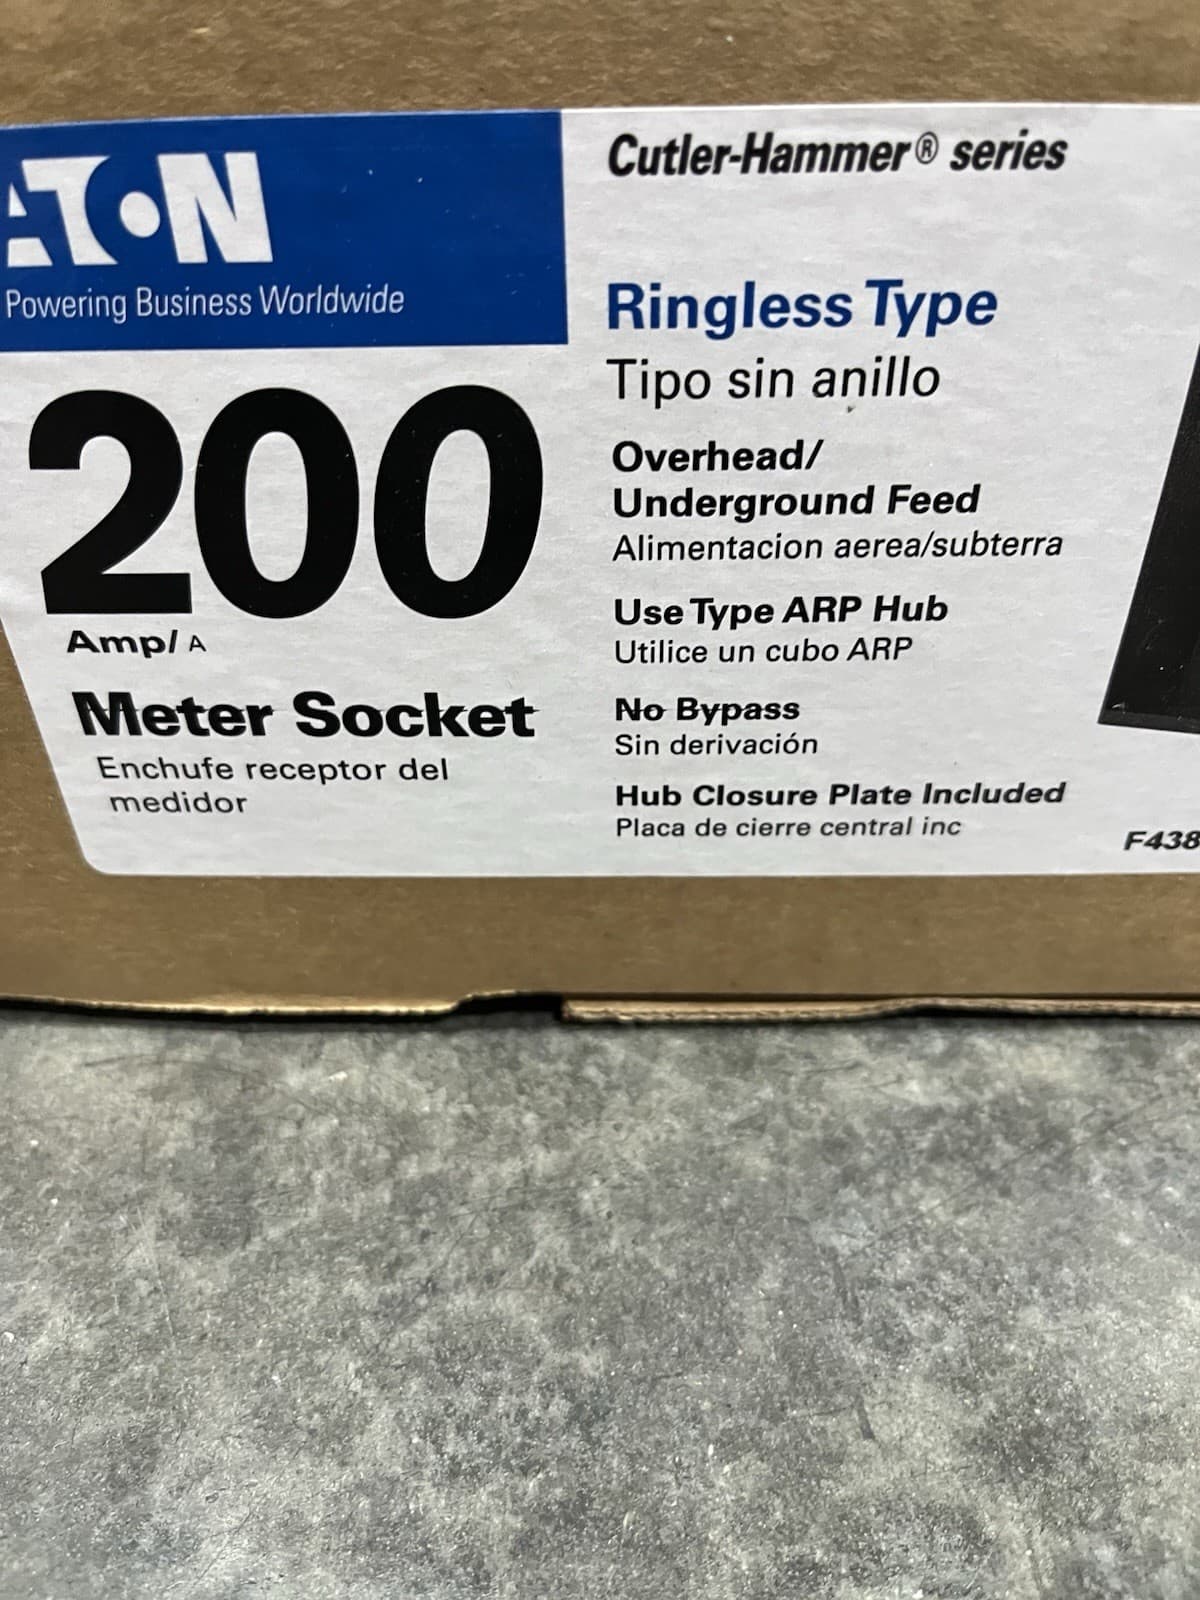 EATON
Powering Business Worldwide
200
Amp/A
Meter Socket
Enchufe receptor del
medidor
Cutler-Hammer® series
Ringless Type
Tipo sin anillo
Overhead/
Underground Feed
Alimentacion aerea/subterra
Use Type ARP Hub
Utilice un cubo ARP
No Bypass
Sin derivación
Hub Closure Plate Included
Placa de cierre central inc
F438